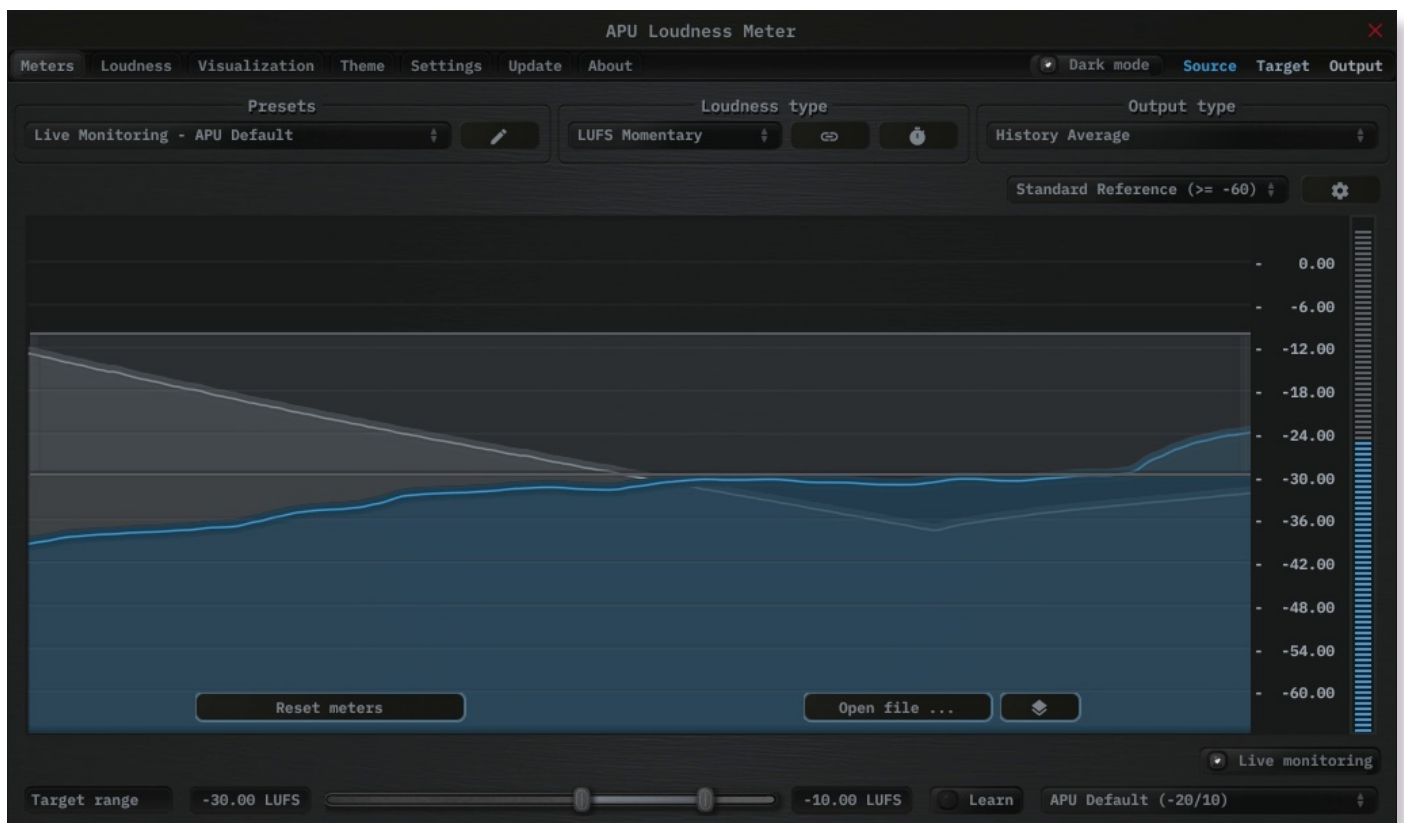 APU Loudness Meter
Meters Loudness Visualization Theme Settings Update About Dark mode Source Target Output
Presets Loudness type Output type
Live Monitoring - APU Default LUFS Momentary History Average
Standard Reference (>= -60)
- 0.00
- -6.00
- -12.00
- -18.00
- -24.00
- -30.00
- -36.00
- -42.00
- -48.00
- -54.00
- -60.00
Reset meters Open file ...
Live monitoring
Target range -30.00 LUFS -10.00 LUFS Learn APU Default (-20/10)